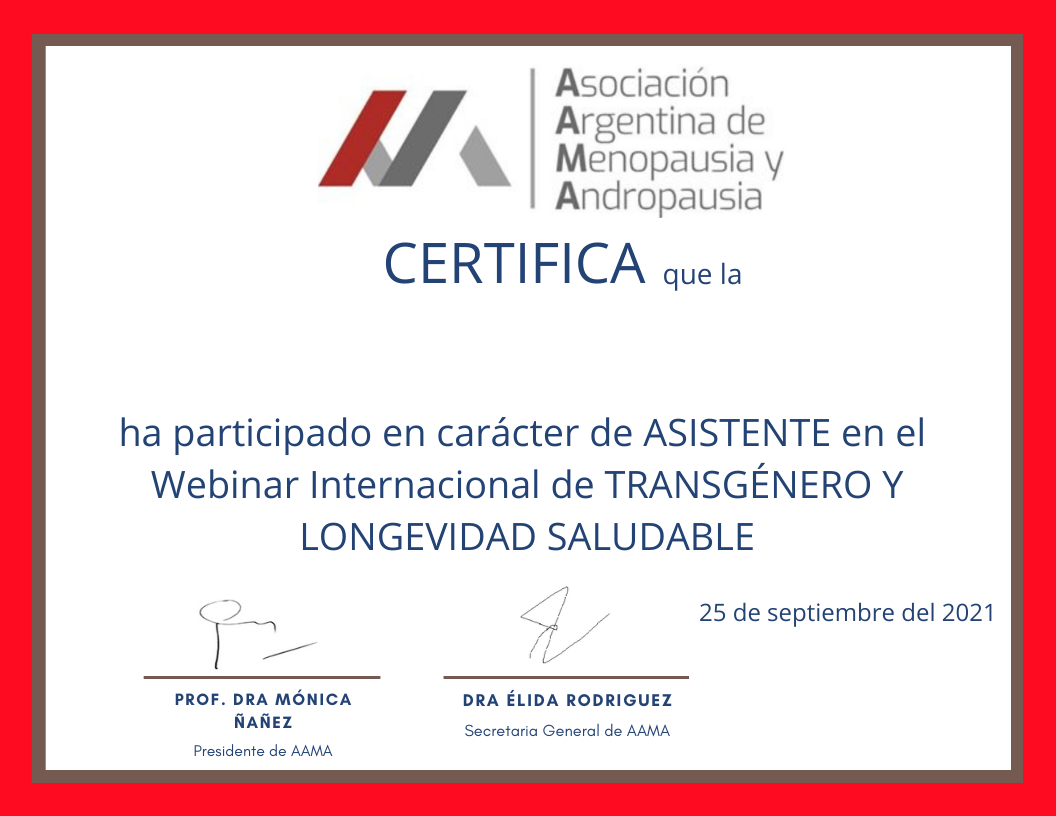 Asociación
Argentina de
Menopausia y
Andropausia
CERTIFICA que la
ha participado en carácter de ASISTENTE en el
Webinar Internacional de TRANSGÉNERO Y
LONGEVIDAD SALUDABLE
25 de septiembre del 2021
PROF. DRA MÓNICA
ÑAÑEZ
Presidente de AAMA
DRA ÉLIDA RODRIGUEZ
Secretaria General de AAMA